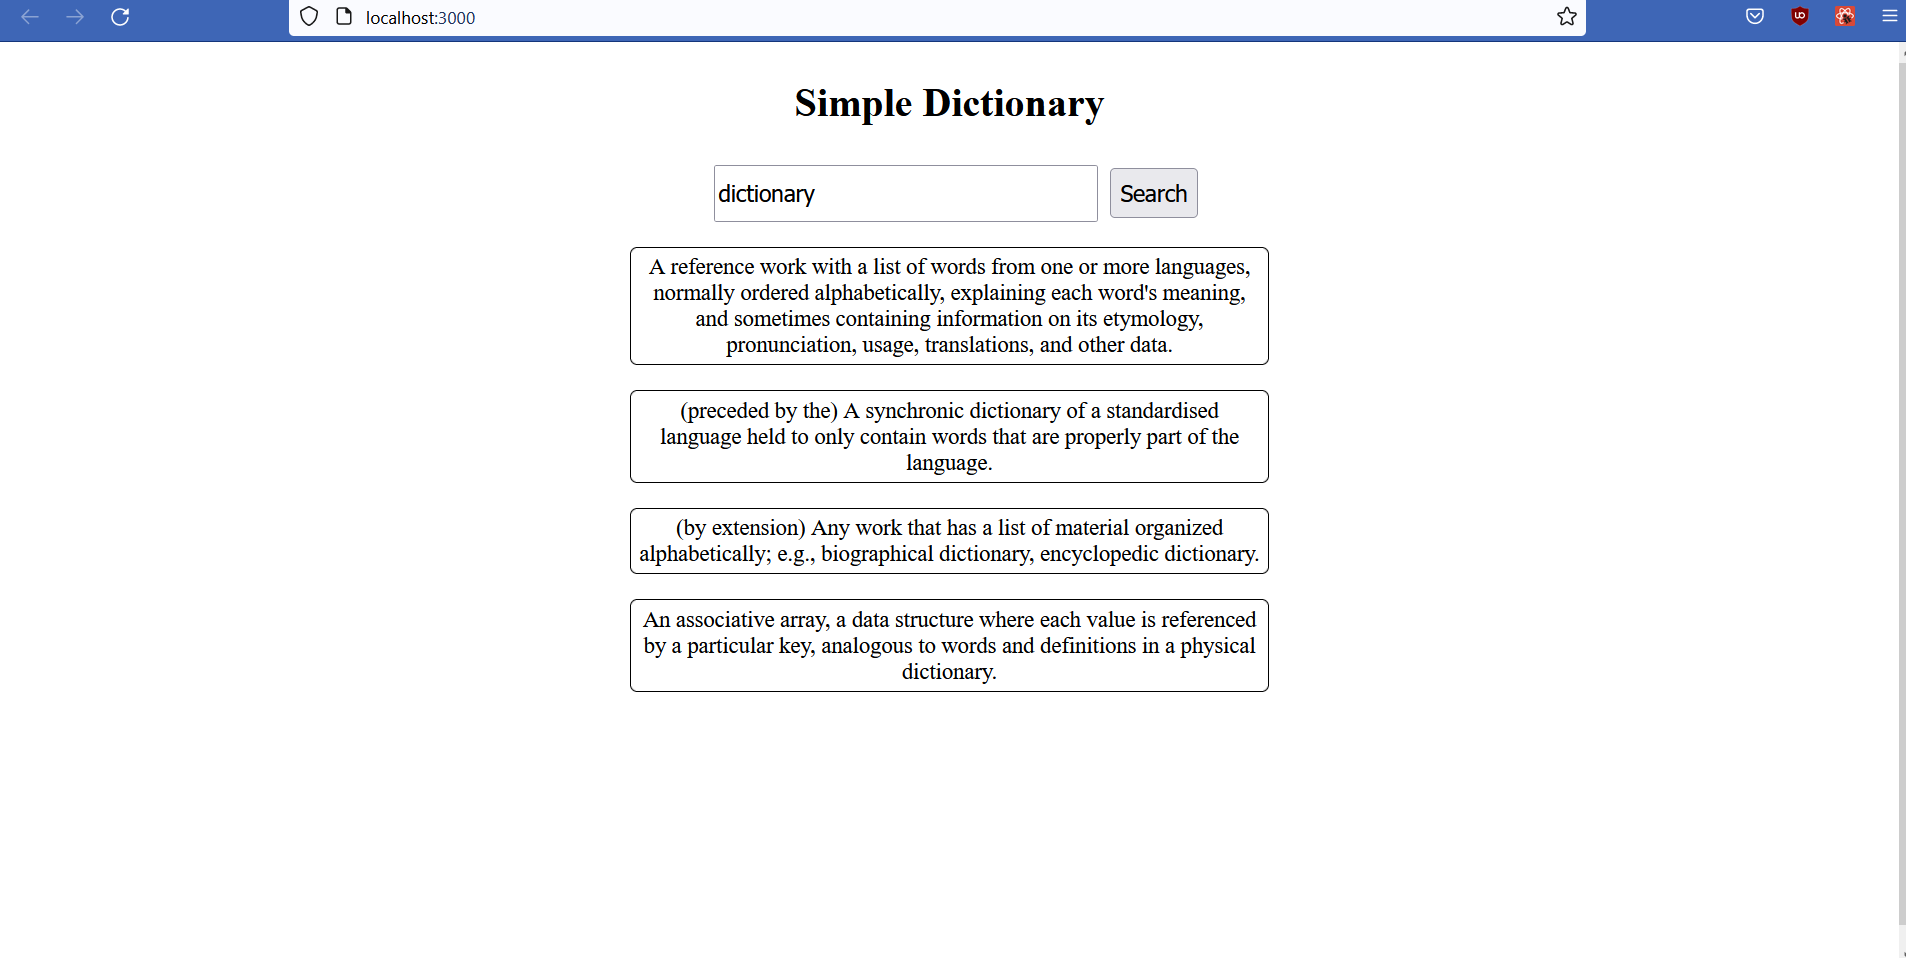 localhost:3000
Simple Dictionary
dictionary
Search
A reference work with a list of words from one or more languages,
normally ordered alphabetically, explaining each word's meaning,
and sometimes containing information on its etymology,
pronunciation, usage, translations, and other data.
(preceded by the) A synchronic dictionary of a standardised
language held to only contain words that are properly part of the
language.
(by extension) Any work that has a list of material organized
alphabetically; e.g., biographical dictionary, encyclopedic dictionary.
An associative array, a data structure where each value is referenced
by a particular key, analogous to words and definitions in a physical
dictionary.